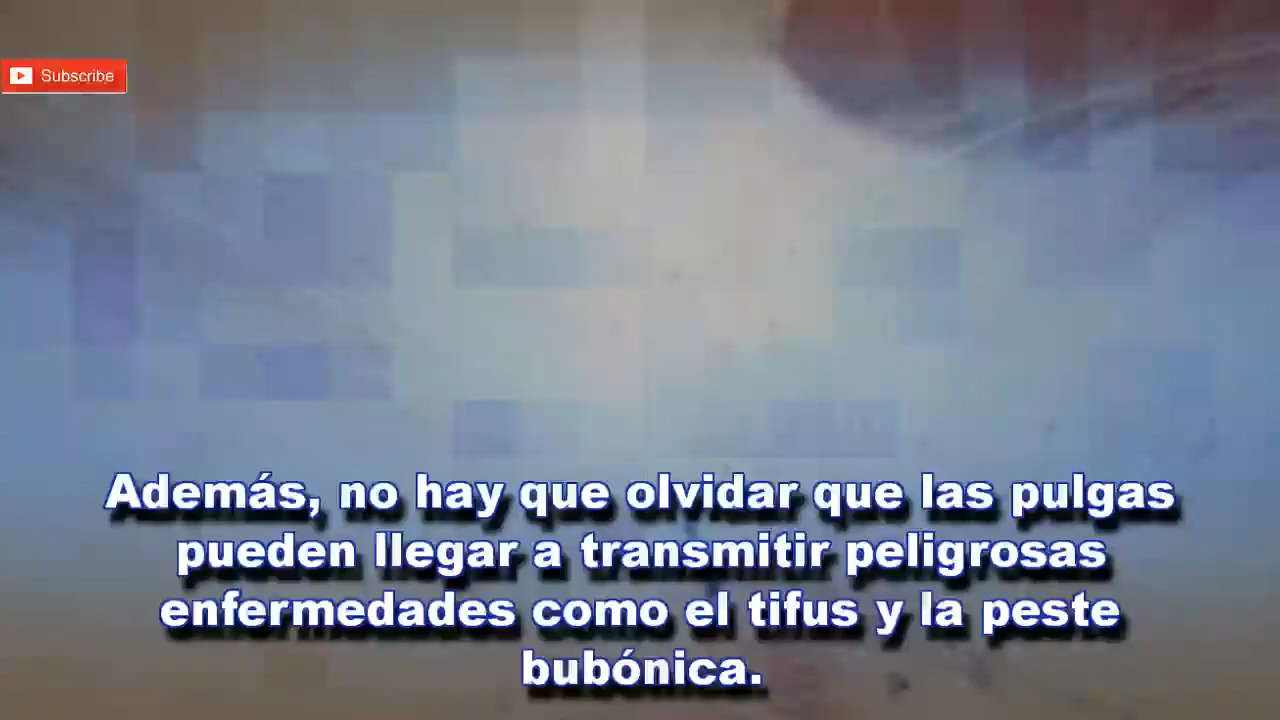 Subscribe
Además, no hay que olvidar que las pulgas
pueden llegar a transmitir peligrosas
enfermedades como el tifus y la peste
bubónica.